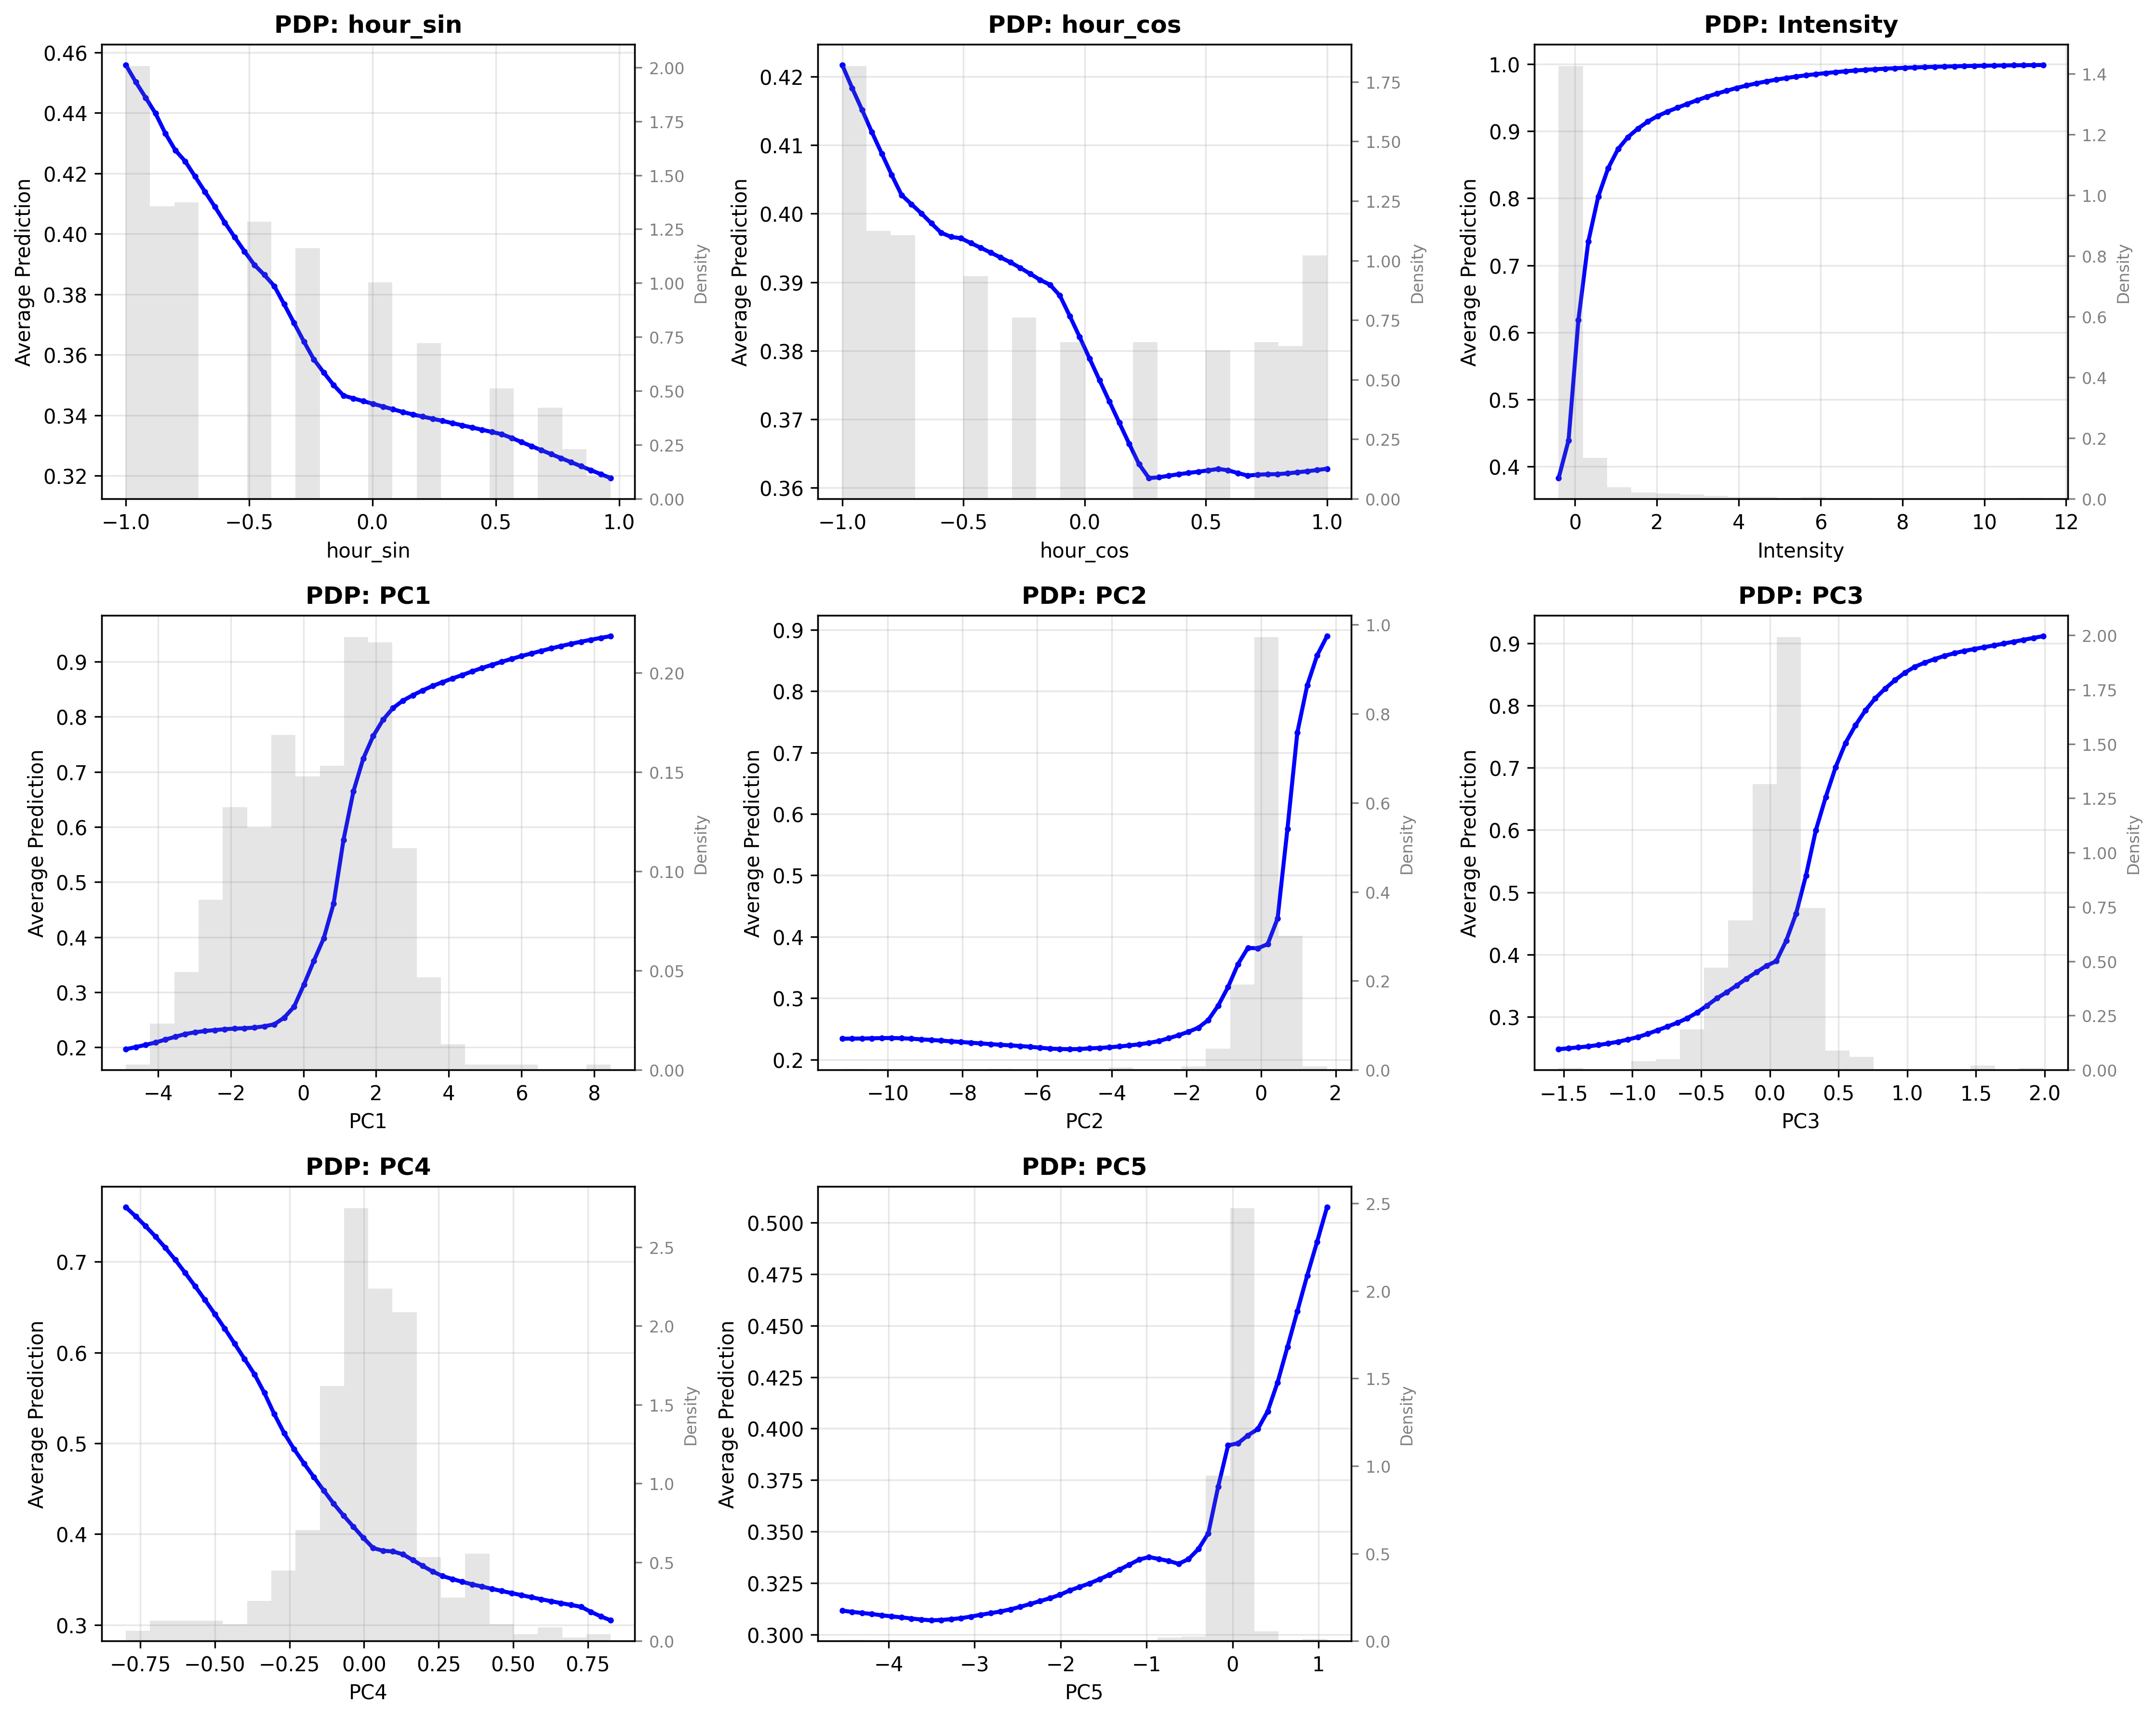 PDP: hour_sin
0.46
0.44
0.42
0.40
0.38
0.36
0.34
0.32
Average Prediction
2.00
1.75
1.50
1.25
1.00
0.75
0.50
0.25
0.00
Density
−1.0 −0.5 0.0 0.5 1.0
hour_sin
PDP: hour_cos
0.42
0.41
0.40
0.39
0.38
0.37
0.36
Average Prediction
1.75
1.50
1.25
1.00
0.75
0.50
0.25
0.00
Density
−1.0 −0.5 0.0 0.5 1.0
hour_cos
PDP: Intensity
1.0
0.9
0.8
0.7
0.6
0.5
0.4
Average Prediction
1.4
1.2
1.0
0.8
0.6
0.4
0.2
0.0
Density
0 2 4 6 8 10 12
Intensity
PDP: PC1
0.9
0.8
0.7
0.6
0.5
0.4
0.3
0.2
Average Prediction
0.20
0.15
0.10
0.05
0.00
Density
−4 −2 0 2 4 6 8
PC1
PDP: PC2
0.9
0.8
0.7
0.6
0.5
0.4
0.3
0.2
Average Prediction
1.0
0.8
0.6
0.4
0.2
0.0
Density
−10 −8 −6 −4 −2 0 2
PC2
PDP: PC3
0.9
0.8
0.7
0.6
0.5
0.4
0.3
Average Prediction
2.00
1.75
1.50
1.25
1.00
0.75
0.50
0.25
0.00
Density
−1.5 −1.0 −0.5 0.0 0.5 1.0 1.5 2.0
PC3
PDP: PC4
0.7
0.6
0.5
0.4
0.3
Average Prediction
2.5
2.0
1.5
1.0
0.5
0.0
Density
−0.75 −0.50 −0.25 0.00 0.25 0.50 0.75
PC4
PDP: PC5
0.500
0.475
0.450
0.425
0.400
0.375
0.350
0.325
0.300
Average Prediction
2.5
2.0
1.5
1.0
0.5
0.0
Density
−4 −3 −2 −1 0 1
PC5